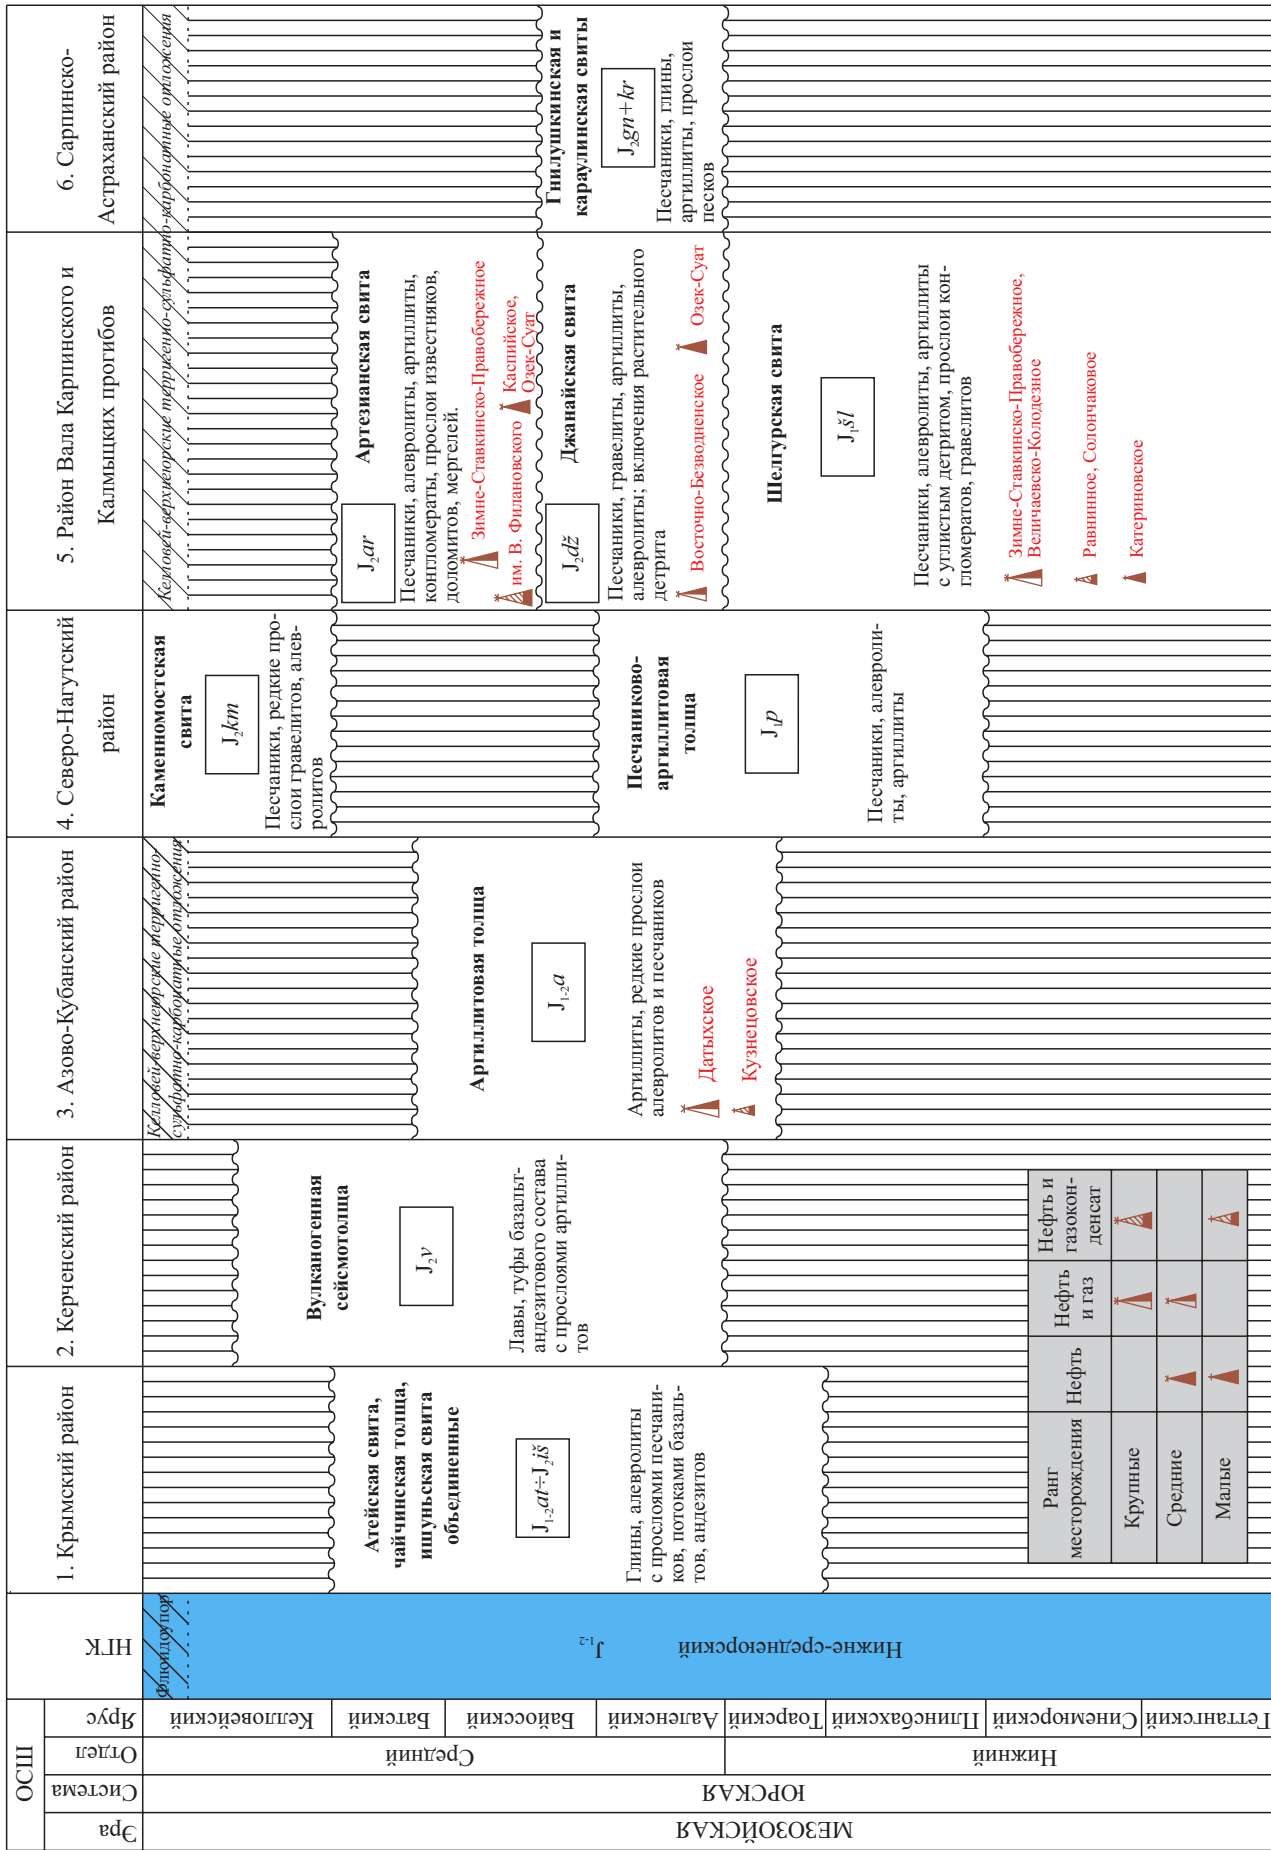 ОСШ
Эра
Система
Отдел
Ярус
НГК
1. Крымский район
2. Керченский район
3. Азово-Кубанский район
4. Северо-Нагутский
район
5. Район Вала Карпинского и
Калмыцких прогибов
6. Сарпинско-
Астраханский район
МЕЗОЗОЙСКАЯ
ЮРСКАЯ
Средний
Нижний
Келловейский
Батский
Байосский
Ааленский
Тоарский
Плинсбахский
Синемюрский
Геттангский
Флюидоупор
Нижне-среднеюрский J₁₋₂
Атейская свита,
чайчинская толща,
ишуньская свита
объединенные
J₁₋₂at÷J₂iš
Глины, алевролиты
с прослоями песчани-
ков, потоками базаль-
тов, андезитов
Вулканогенная
сейсмотолща
J₂v
Лавы, туфы базальт-
андезитового состава
с прослоями аргилли-
тов
Келловей-верхнеюрские терригенно-
сульфатно-карбонатные отложения
Аргиллитовая толща
J₁₋₂a
Аргиллиты, редкие прослои
алевролитов и песчаников
Датыхское
Кузнецовское
Каменномостская
свита
J₂km
Песчаники, редкие про-
слои гравелитов, алев-
ролитов
Песчаниково-
аргиллитовая
толща
J₁p
Песчаники, алевроли-
ты, аргиллиты
Келловей-верхнеюрские терригенно-сульфатно-карбонатные отложения
Артезианская свита
J₂ar
Песчаники, алевролиты, аргиллиты,
конгломераты, прослои известняков,
доломитов, мергелей.
Зимне-Ставкинско-Правобережное
им. В. Филановского
Каспийское,
Озек-Суат
Джанайская свита
J₂dž
Песчаники, гравелиты, аргиллиты,
алевролиты; включения растительного
детрита
Восточно-Безводненское
Озек-Суат
Шелгурская свита
J₁šl
Песчаники, алевролиты, аргиллиты
с углистым детритом, прослои кон-
гломератов, гравелитов
Зимне-Ставкинско-Правобережное,
Величаевско-Колодезное
Равнинное, Солончаковое
Катериновское
Гнилушкинская и
караулинская свиты
J₂gn+kr
Песчаники, глины,
аргиллиты, прослои
песков
Ранг
месторождения
Нефть
Нефть
и газ
Нефть и
газокон-
денсат
Крупные
Средние
Малые